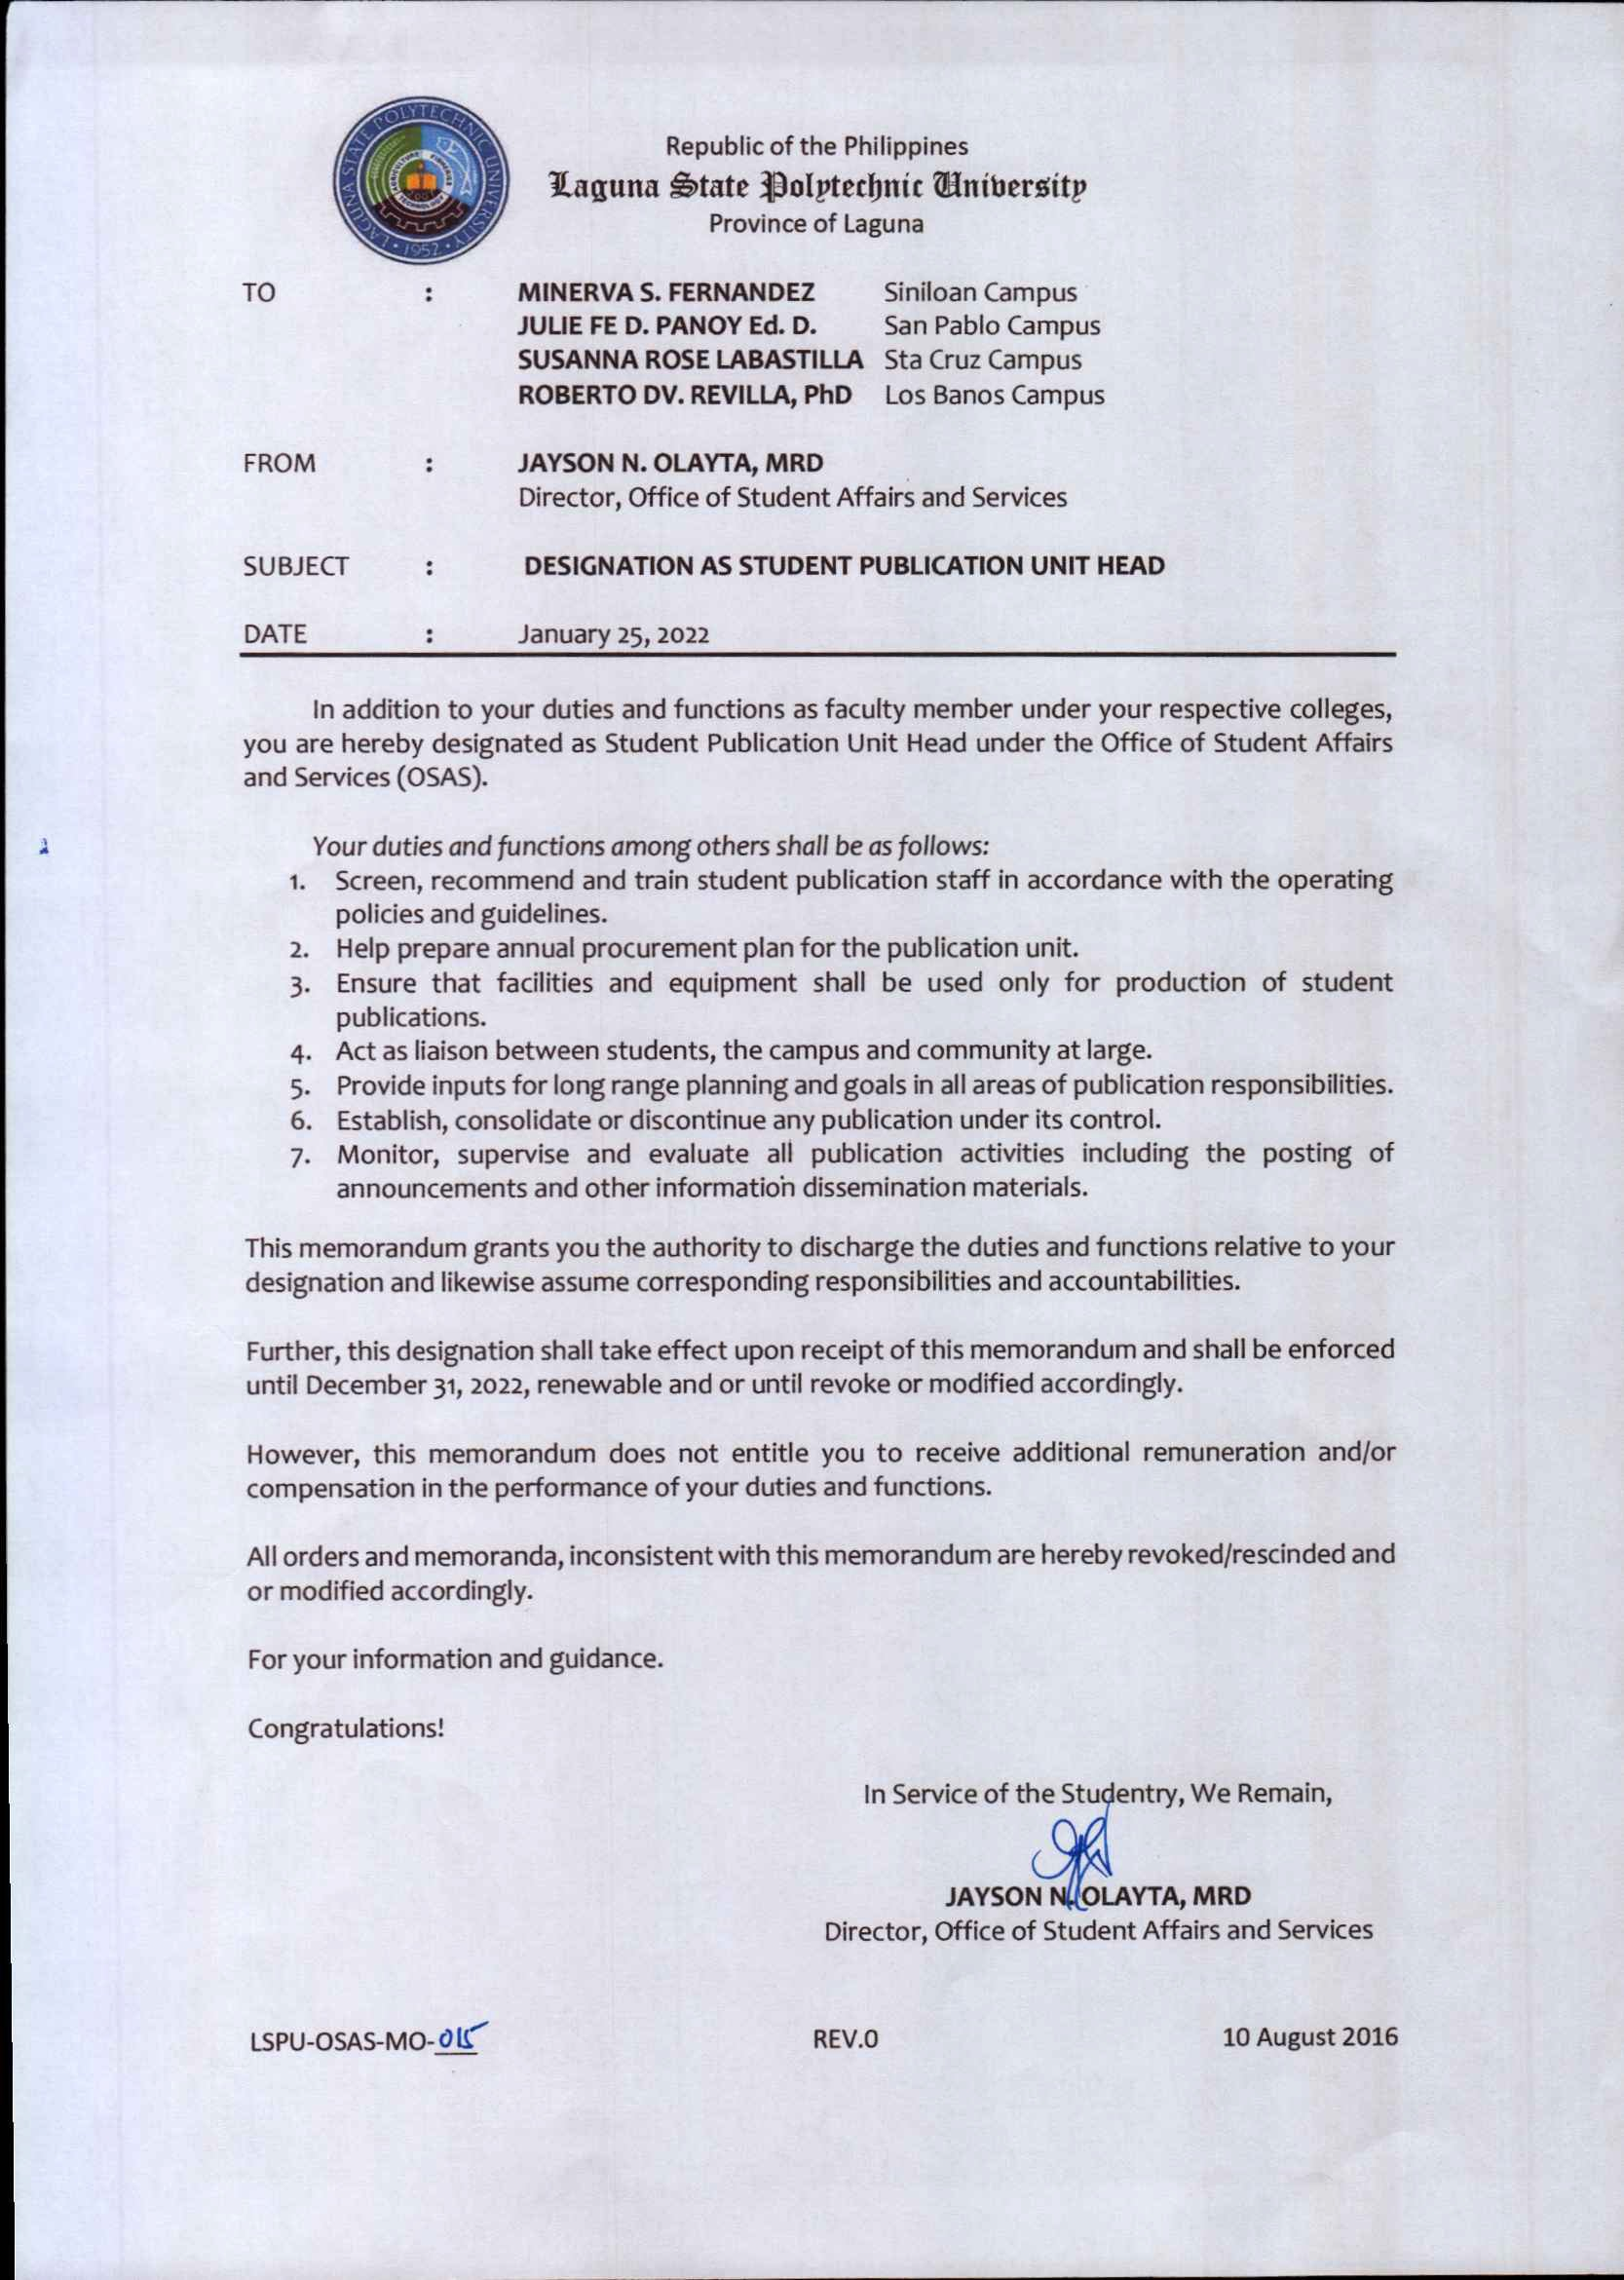 LAGUNA STATE POLYTECHNIC UNIVERSITY
• 1952 •
AGRICULTURE FISHERIES
TECHNOLOGY
Republic of the Philippines
Laguna State Polytechnic University
Province of Laguna
TO : MINERVA S. FERNANDEZ Siniloan Campus
JULIE FE D. PANOY Ed. D. San Pablo Campus
SUSANNA ROSE LABASTILLA Sta Cruz Campus
ROBERTO DV. REVILLA, PhD Los Banos Campus
FROM : JAYSON N. OLAYTA, MRD
Director, Office of Student Affairs and Services
SUBJECT : DESIGNATION AS STUDENT PUBLICATION UNIT HEAD
DATE : January 25, 2022
In addition to your duties and functions as faculty member under your respective colleges,
you are hereby designated as Student Publication Unit Head under the Office of Student Affairs
and Services (OSAS).
Your duties and functions among others shall be as follows:
1. Screen, recommend and train student publication staff in accordance with the operating
policies and guidelines.
2. Help prepare annual procurement plan for the publication unit.
3. Ensure that facilities and equipment shall be used only for production of student
publications.
4. Act as liaison between students, the campus and community at large.
5. Provide inputs for long range planning and goals in all areas of publication responsibilities.
6. Establish, consolidate or discontinue any publication under its control.
7. Monitor, supervise and evaluate all publication activities including the posting of
announcements and other information dissemination materials.
This memorandum grants you the authority to discharge the duties and functions relative to your
designation and likewise assume corresponding responsibilities and accountabilities.
Further, this designation shall take effect upon receipt of this memorandum and shall be enforced
until December 31, 2022, renewable and or until revoke or modified accordingly.
However, this memorandum does not entitle you to receive additional remuneration and/or
compensation in the performance of your duties and functions.
All orders and memoranda, inconsistent with this memorandum are hereby revoked/rescinded and
or modified accordingly.
For your information and guidance.
Congratulations!
In Service of the Studentry, We Remain,
JAYSON N. OLAYTA, MRD
Director, Office of Student Affairs and Services
LSPU-OSAS-MO-015 REV.0 10 August 2016